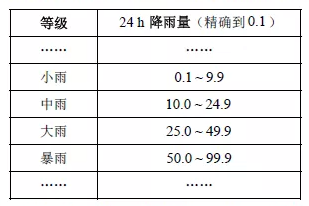 等级 24 h 降雨量(精确到 0.1)
…… ……
小雨 0.1~9.9
中雨 10.0~24.9
大雨 25.0~49.9
暴雨 50.0~99.9
…… ……